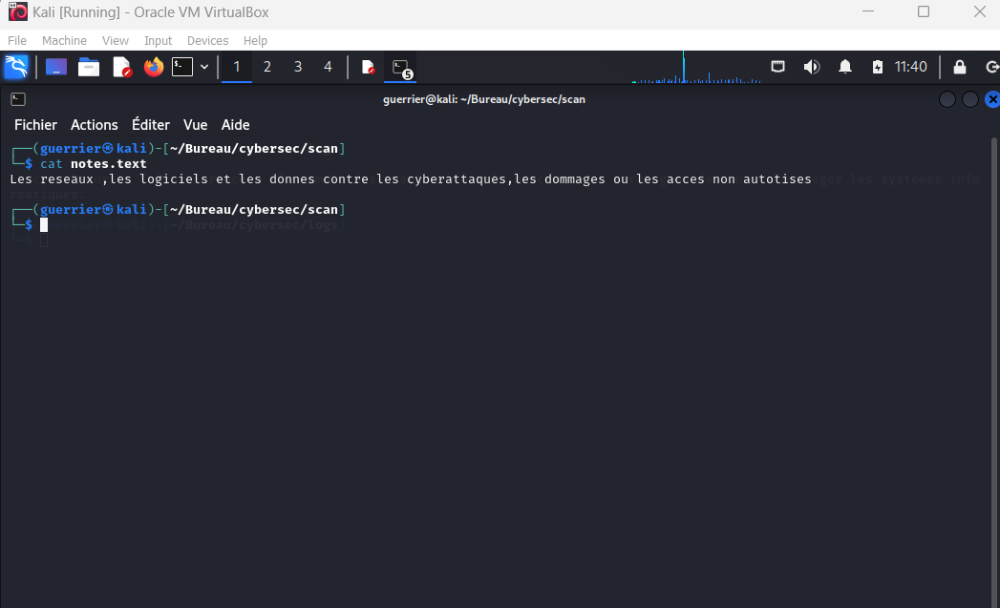 Kali [Running] - Oracle VM VirtualBox
File Machine View Input Devices Help
1 2 3 4 5 11:40
guerrier@kali: ~/Bureau/cybersec/scan
Fichier Actions Éditer Vue Aide
┌──(guerrier㉿kali)-[~/Bureau/cybersec/scan]
└─$ cat notes.text
Les reseaux ,les logiciels et les donnes contre les cyberattaques,les dommages ou les acces non autotises
eger les systemes info
rmatiques.
┌──(guerrier㉿kali)-[~/Bureau/cybersec/scan]
└─$
guerrier㉿kali)-[~/Bureau/cybersec/logs]